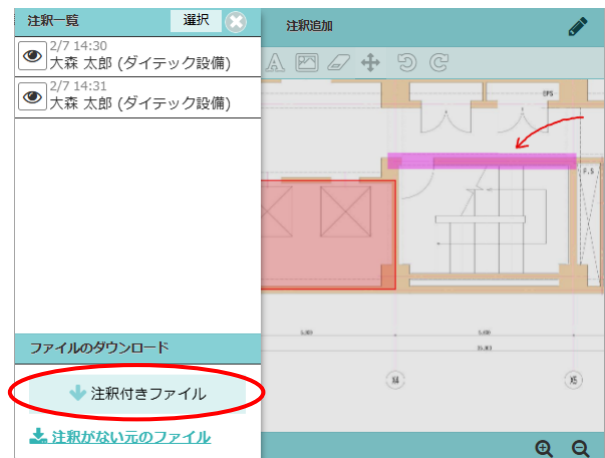 注釈一覧
選択
注釈追加
2/7 14:30
大森 太郎 (ダイテック設備)
2/7 14:31
大森 太郎 (ダイテック設備)
A
EPS
F.S
ファイルのダウンロード
注釈付きファイル
注釈がない元のファイル
X4
X5